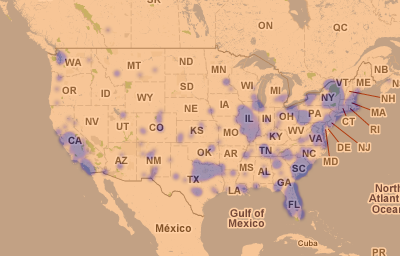 SK
ON
QC
NB
WA
MT
ND
MN
VT
ME
OR
ID
SD
WI
MI
NY
NH
WY
NE
IA
IL
IN
OH
PA
MA
NV
UT
CO
KS
MO
KY
WV
VA
CT
RI
CA
AZ
NM
OK
AR
TN
NC
NJ
DE
MD
TX
MS
AL
SC
GA
LA
FL
North
Atlantic
Ocean
Gulf of
Mexico
México
Cuba
PR